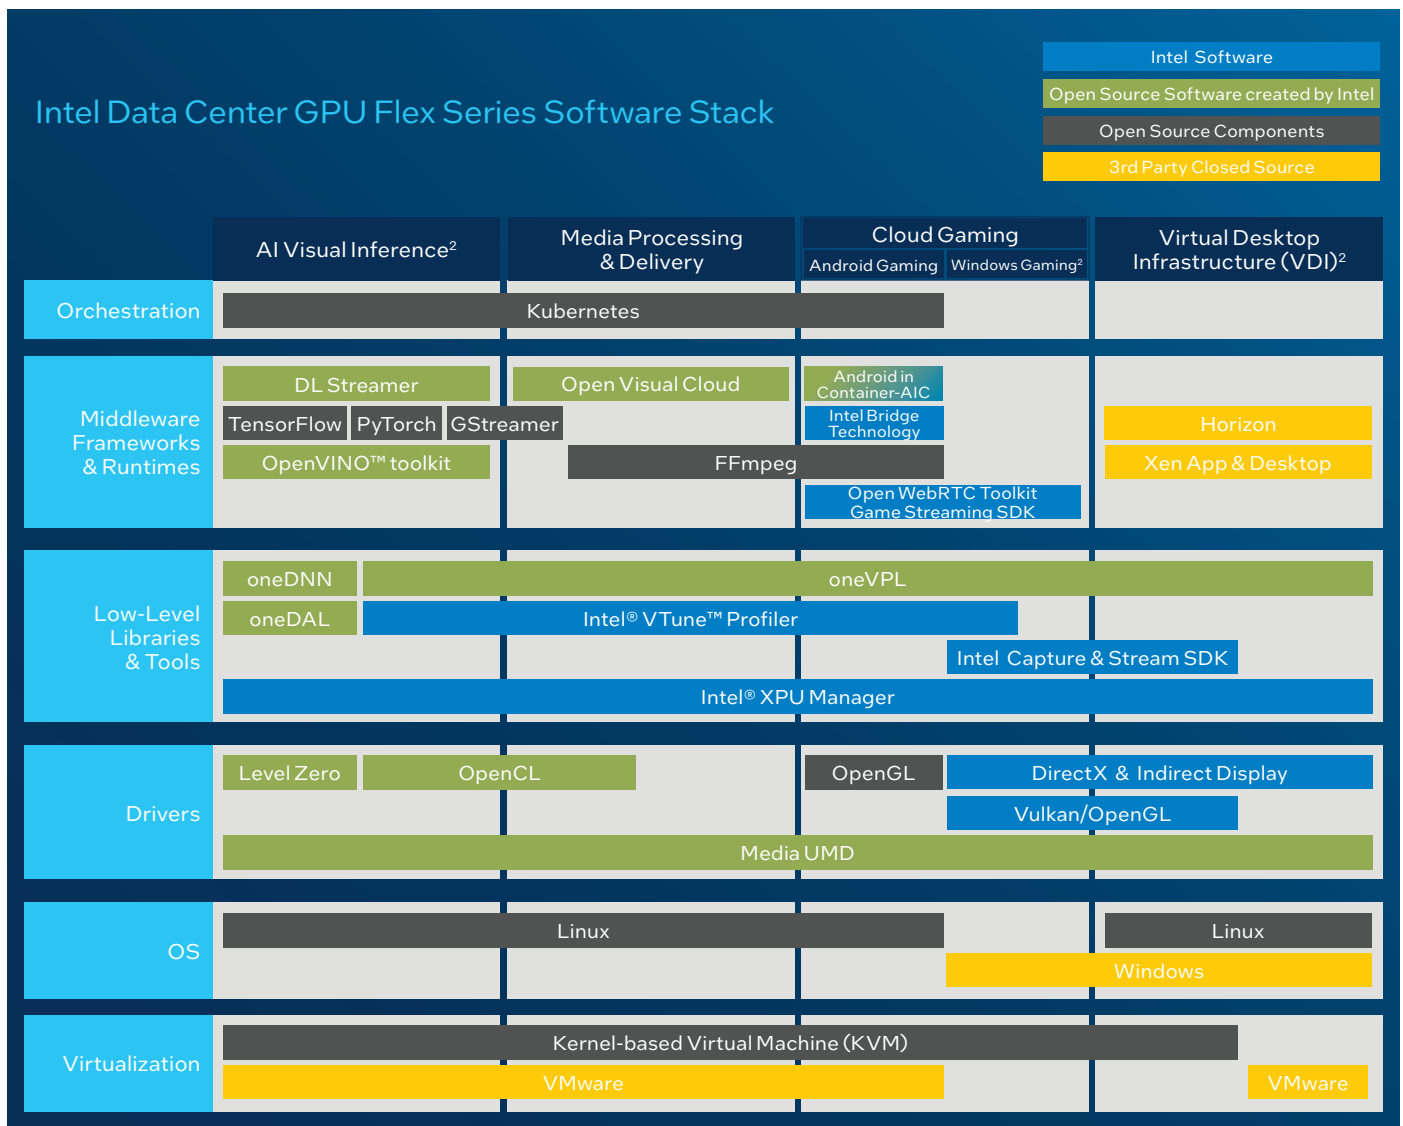 Intel Software
Open Source Software created by Intel
Open Source Components
3rd Party Closed Source
Intel Data Center GPU Flex Series Software Stack
AI Visual Inference²
Media Processing
& Delivery
Cloud Gaming
Android Gaming
Windows Gaming²
Virtual Desktop
Infrastructure (VDI)²
Orchestration
Kubernetes
Middleware
Frameworks
& Runtimes
DL Streamer
Open Visual Cloud
Android in
Container-AIC
TensorFlow
PyTorch
GStreamer
Intel Bridge
Technology
Horizon
OpenVINO™ toolkit
FFmpeg
Xen App & Desktop
Open WebRTC Toolkit
Game Streaming SDK
Low-Level
Libraries
& Tools
oneDNN
oneVPL
oneDAL
Intel® VTune™ Profiler
Intel Capture & Stream SDK
Intel® XPU Manager
Drivers
Level Zero
OpenCL
OpenGL
DirectX & Indirect Display
Vulkan/OpenGL
Media UMD
OS
Linux
Linux
Windows
Virtualization
Kernel-based Virtual Machine (KVM)
VMware
VMware